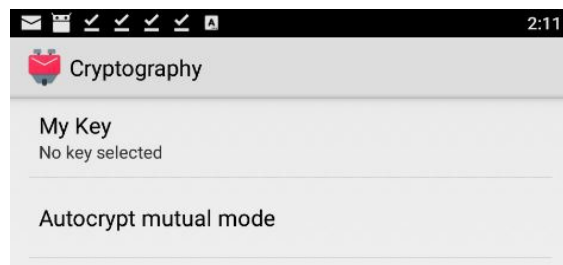 2:11
Cryptography
My Key
No key selected
Autocrypt mutual mode